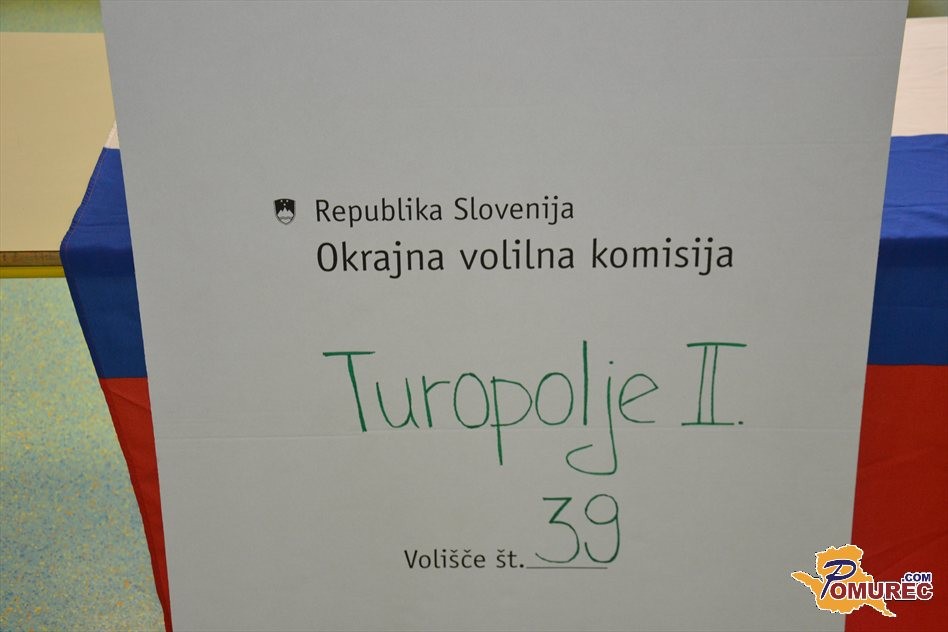 Republika Slovenija
Okrajna volilna komisija
Turopolje II.
39
Volišče št.
POMUREC.COM